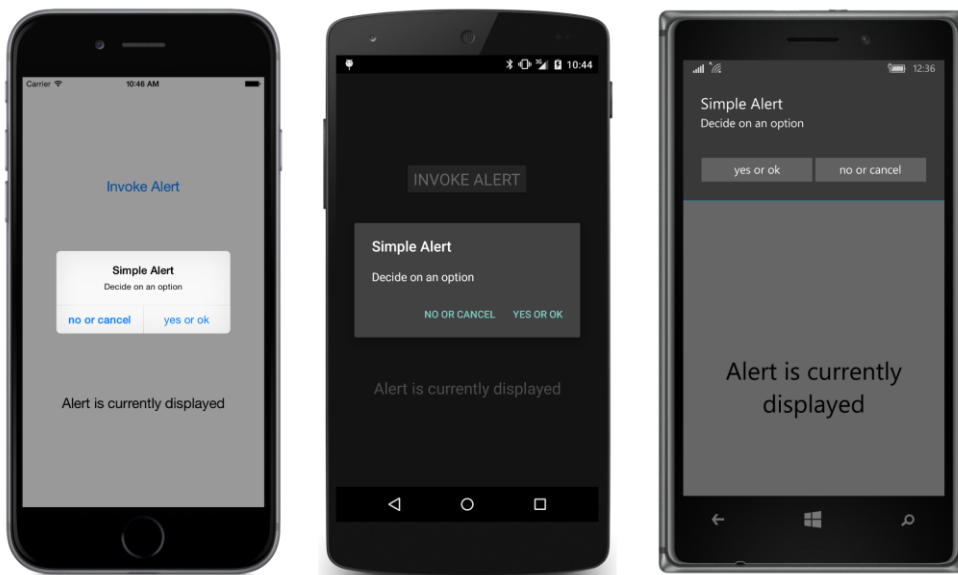 Carrier
10:46 AM
Invoke Alert
Simple Alert
Decide on an option
no or cancel
yes or ok
Alert is currently displayed
3G
10:44
INVOKE ALERT
Simple Alert
Decide on an option
NO OR CANCEL
YES OR OK
Alert is currently displayed
12:36
Simple Alert
Decide on an option
yes or ok
no or cancel
Alert is currently
displayed